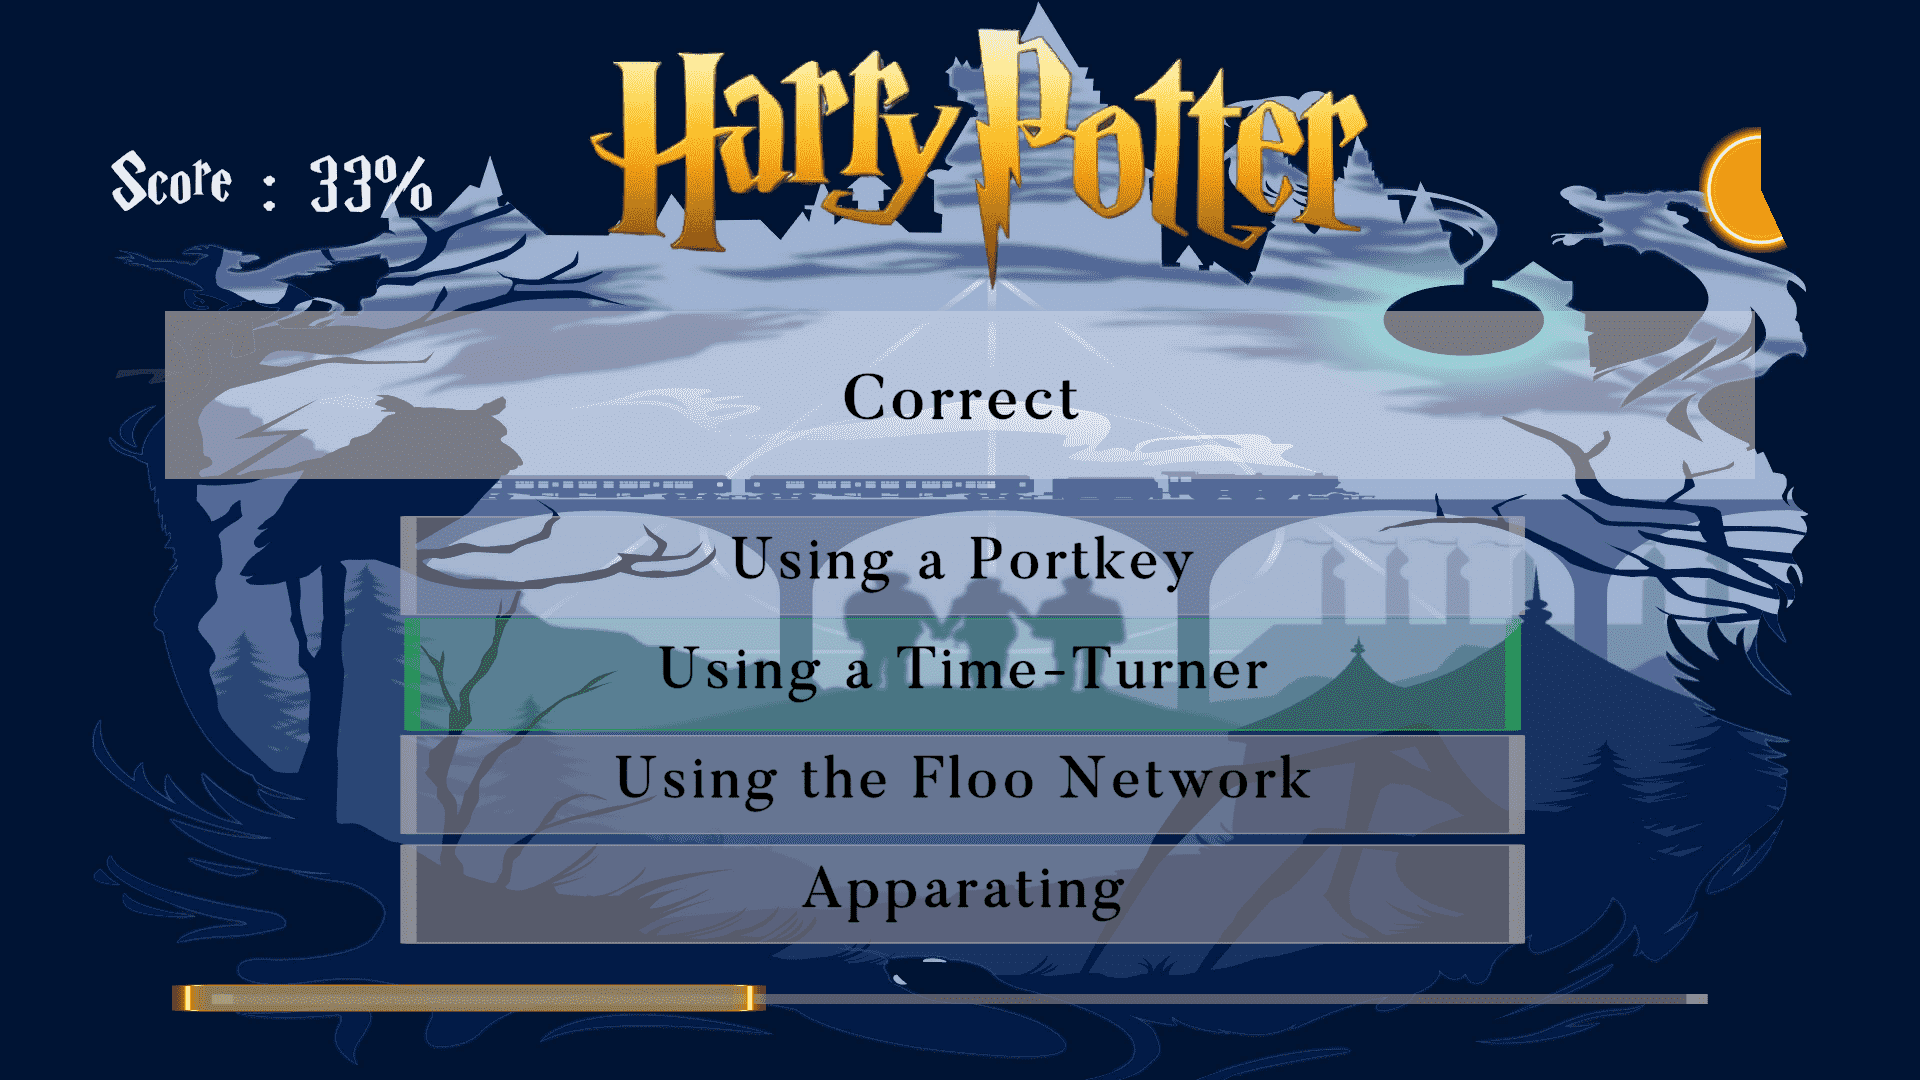 Harry Potter
Score : 33%
Correct
Using a Portkey
Using a Time-Turner
Using the Floo Network
Apparating